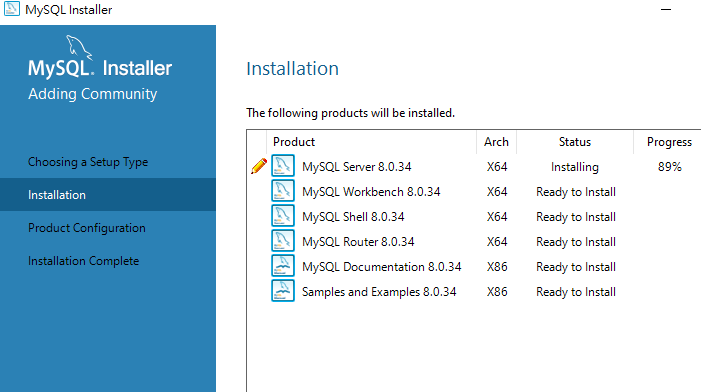 MySQL Installer
MySQL. Installer
Adding Community
Choosing a Setup Type
Installation
Product Configuration
Installation Complete
Installation
The following products will be installed.
Product Arch Status Progress
MySQL Server 8.0.34 X64 Installing 89%
MySQL Workbench 8.0.34 X64 Ready to Install
MySQL Shell 8.0.34 X64 Ready to Install
MySQL Router 8.0.34 X64 Ready to Install
MySQL Documentation 8.0.34 X86 Ready to Install
Samples and Examples 8.0.34 X86 Ready to Install